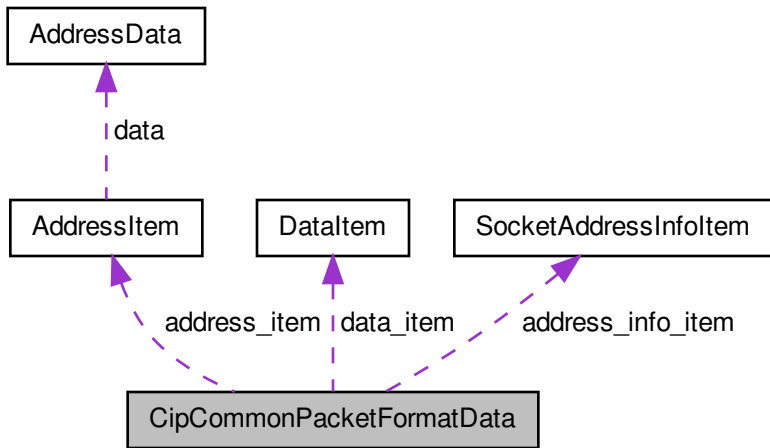 AddressData
data
AddressItem
DataItem
SocketAddressInfoItem
address_item
data_item
address_info_item
CipCommonPacketFormatData